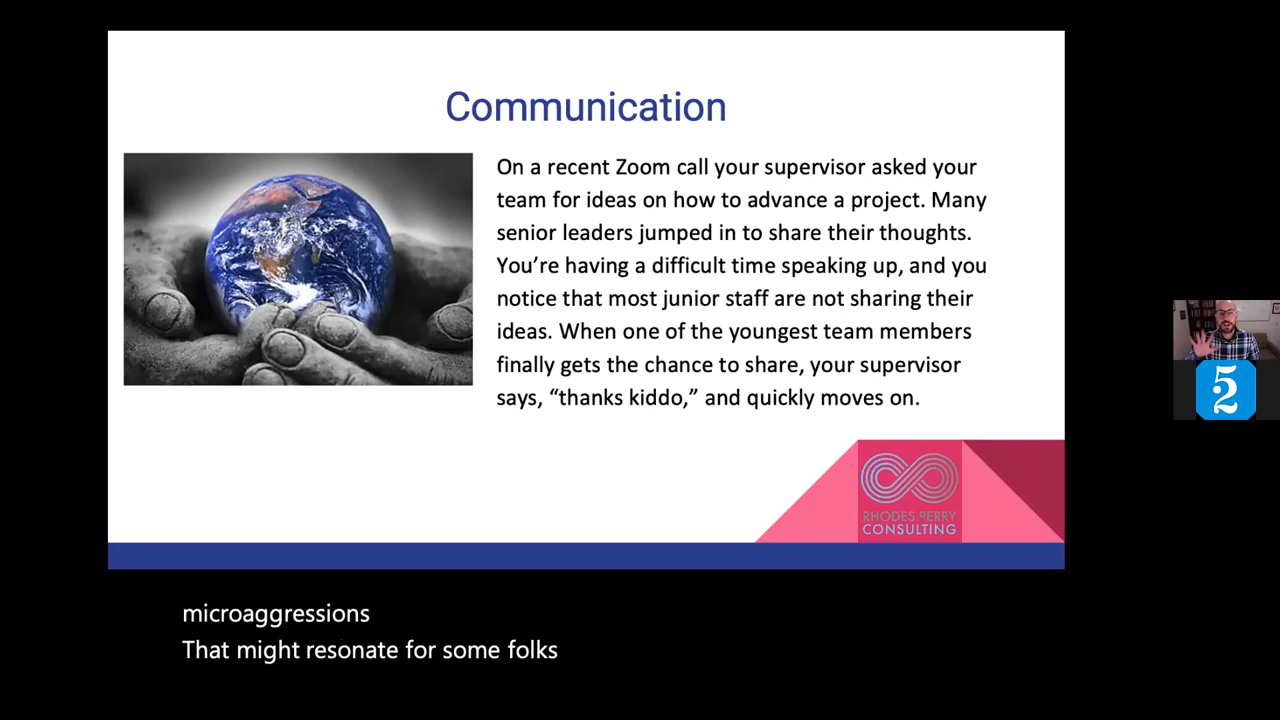 Communication
On a recent Zoom call your supervisor asked your
team for ideas on how to advance a project. Many
senior leaders jumped in to share their thoughts.
You’re having a difficult time speaking up, and you
notice that most junior staff are not sharing their
ideas. When one of the youngest team members
finally gets the chance to share, your supervisor
says, “thanks kiddo,” and quickly moves on.
RHODES PERRY
CONSULTING
5
microaggressions
That might resonate for some folks